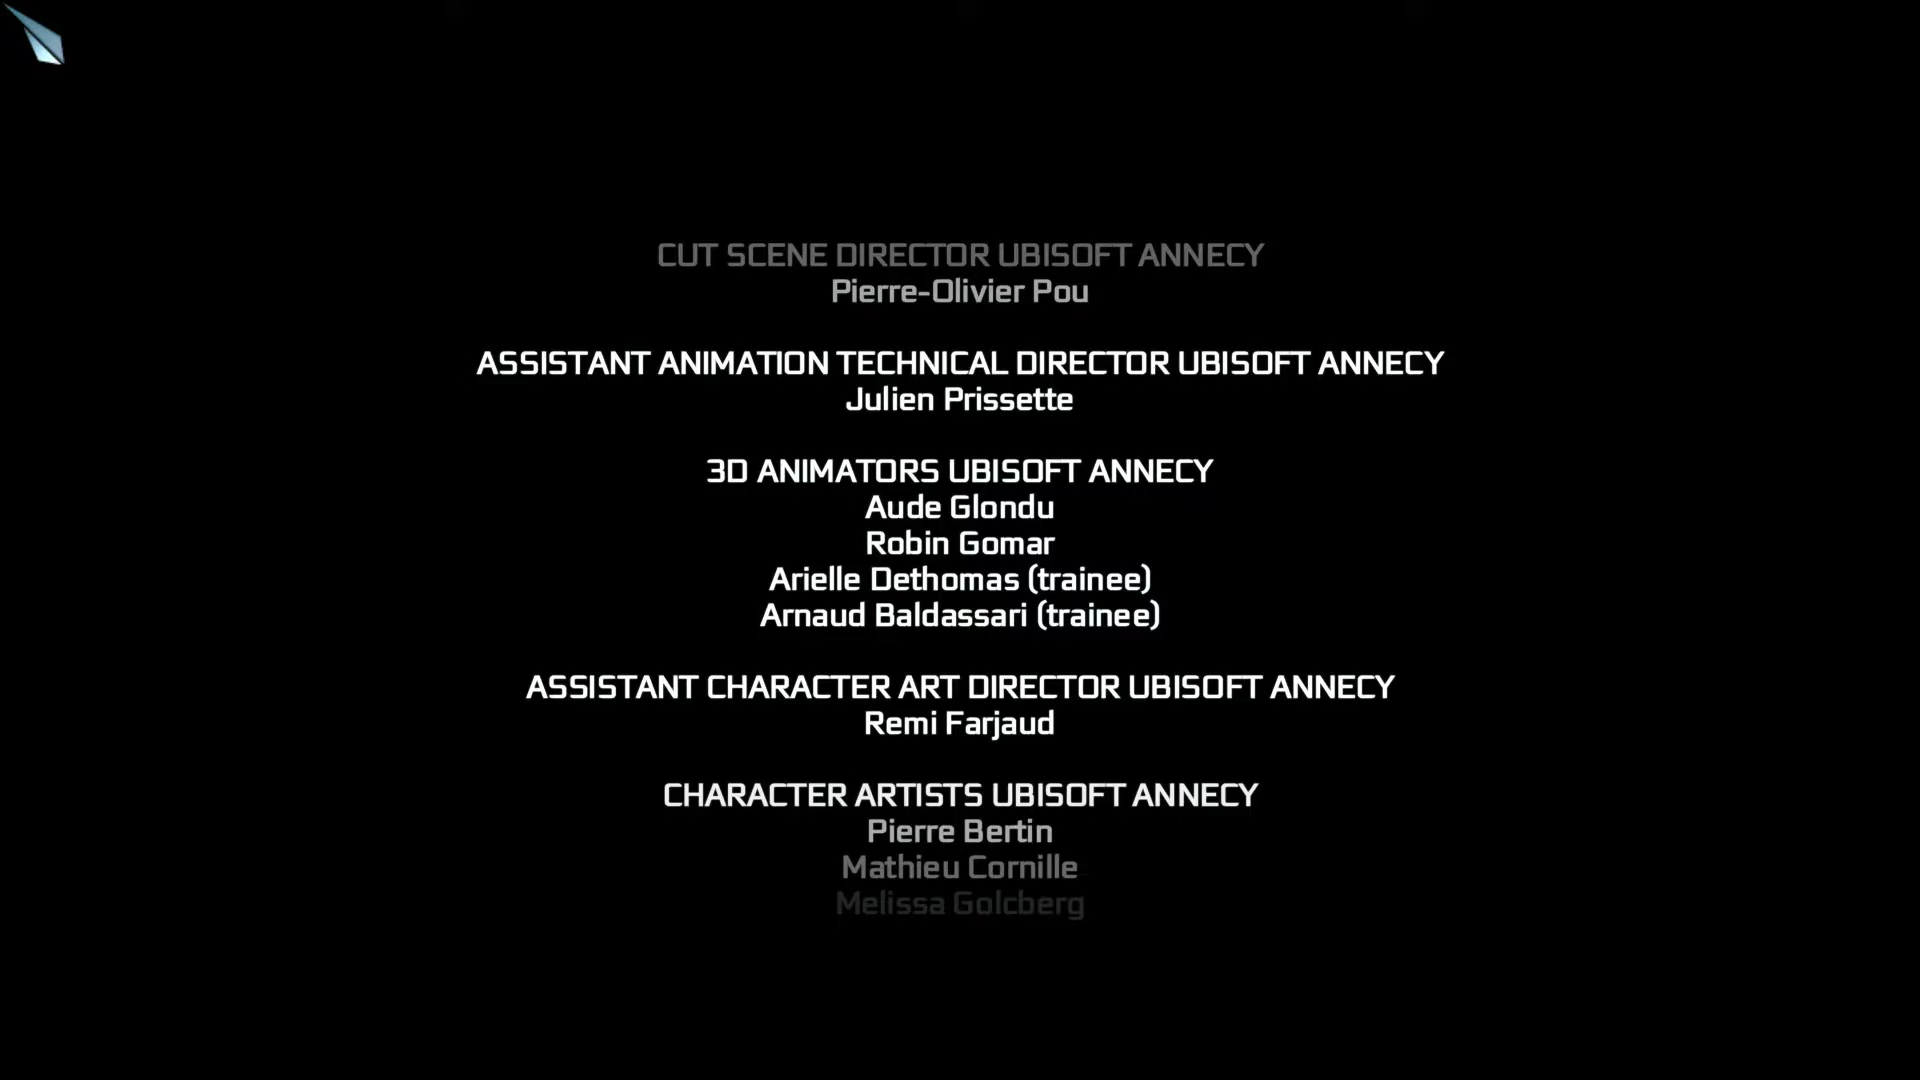 CUT SCENE DIRECTOR UBISOFT ANNECY
Pierre-Olivier Pou
ASSISTANT ANIMATION TECHNICAL DIRECTOR UBISOFT ANNECY
Julien Prissette
3D ANIMATORS UBISOFT ANNECY
Aude Glondu
Robin Gomar
Arielle Dethomas (trainee)
Arnaud Baldassari (trainee)
ASSISTANT CHARACTER ART DIRECTOR UBISOFT ANNECY
Remi Farjaud
CHARACTER ARTISTS UBISOFT ANNECY
Pierre Bertin
Mathieu Cornille
Melissa Golcberg